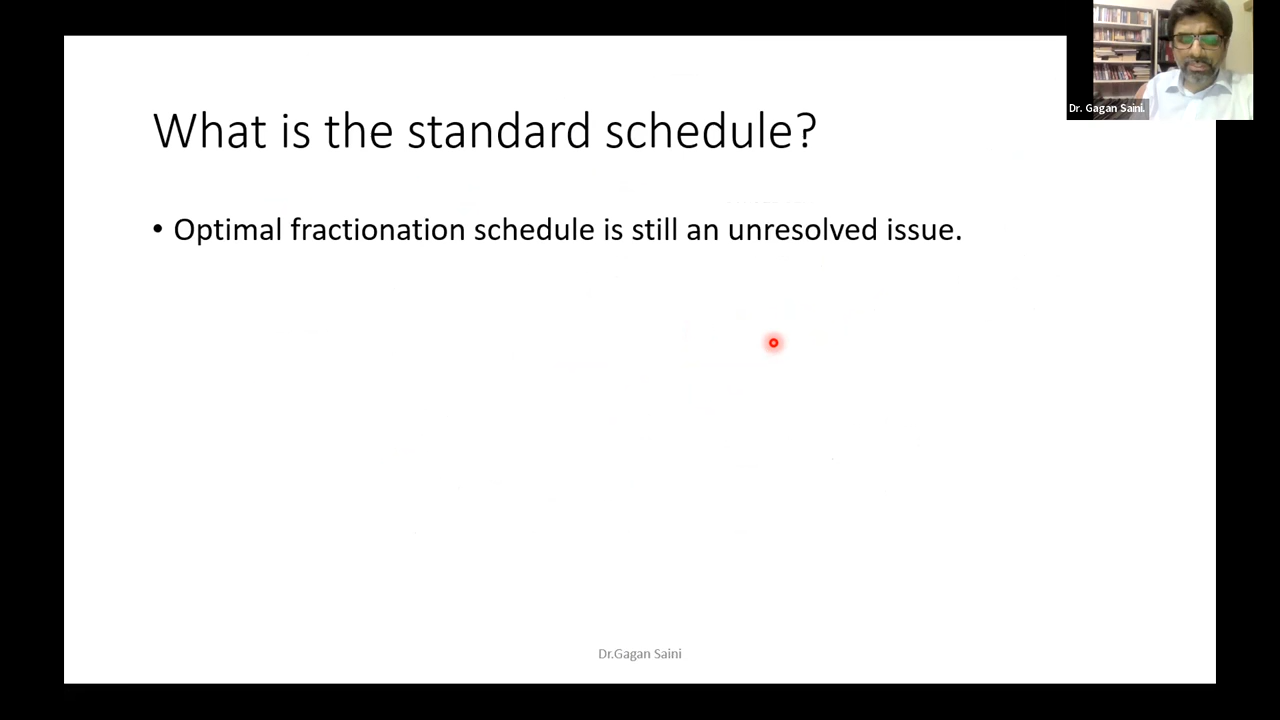 Dr. Gagan Saini.
What is the standard schedule?
• Optimal fractionation schedule is still an unresolved issue.
Dr.Gagan Saini